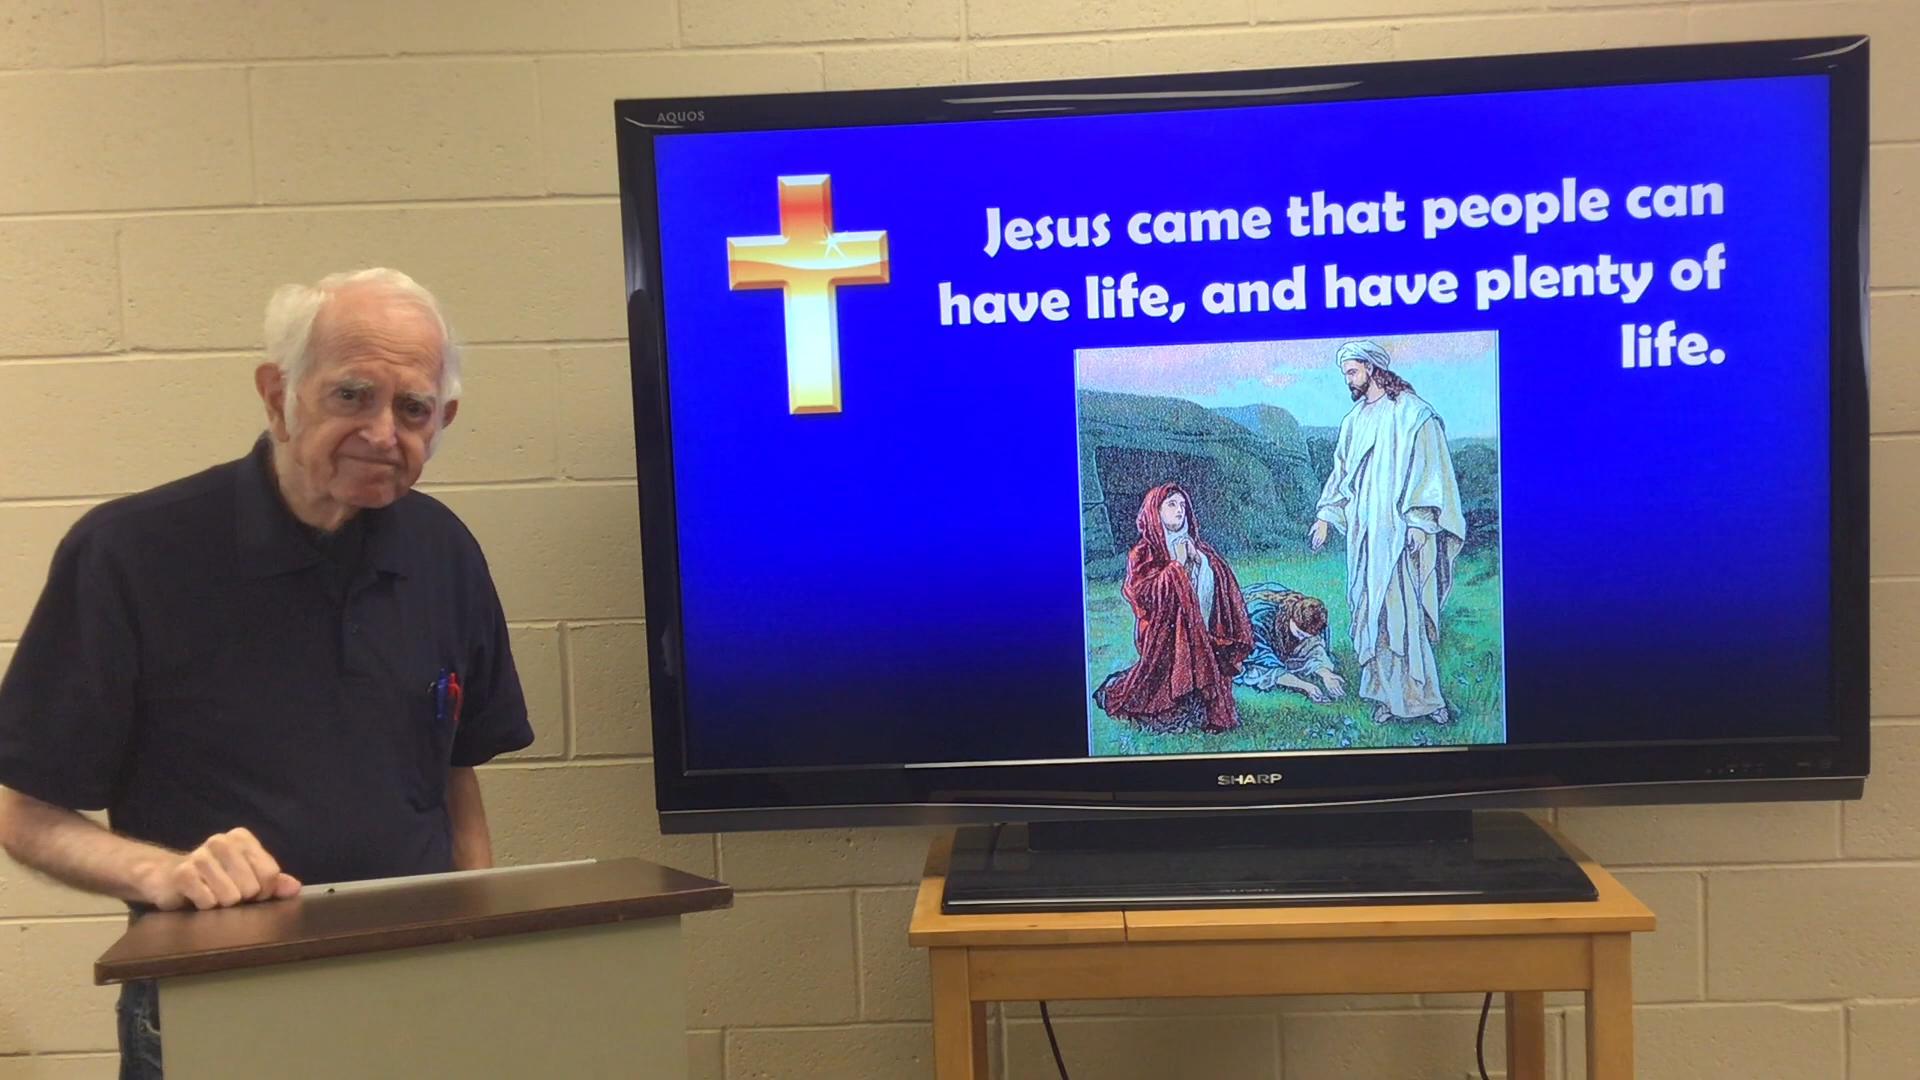 AQUOS
Jesus came that people can
have life, and have plenty of
life.
SHARP